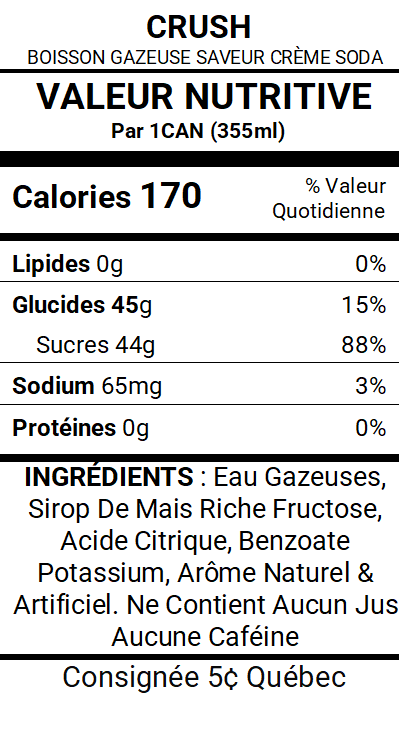 CRUSH
BOISSON GAZEUSE SAVEUR CRÈME SODA
VALEUR NUTRITIVE
Par 1CAN (355ml)
Calories 170
% Valeur
Quotidienne
Lipides 0g 0%
Glucides 45g 15%
Sucres 44g 88%
Sodium 65mg 3%
Protéines 0g 0%
INGRÉDIENTS : Eau Gazeuses,
Sirop De Mais Riche Fructose,
Acide Citrique, Benzoate
Potassium, Arôme Naturel &
Artificiel. Ne Contient Aucun Jus
Aucune Caféine
Consignée 5¢ Québec